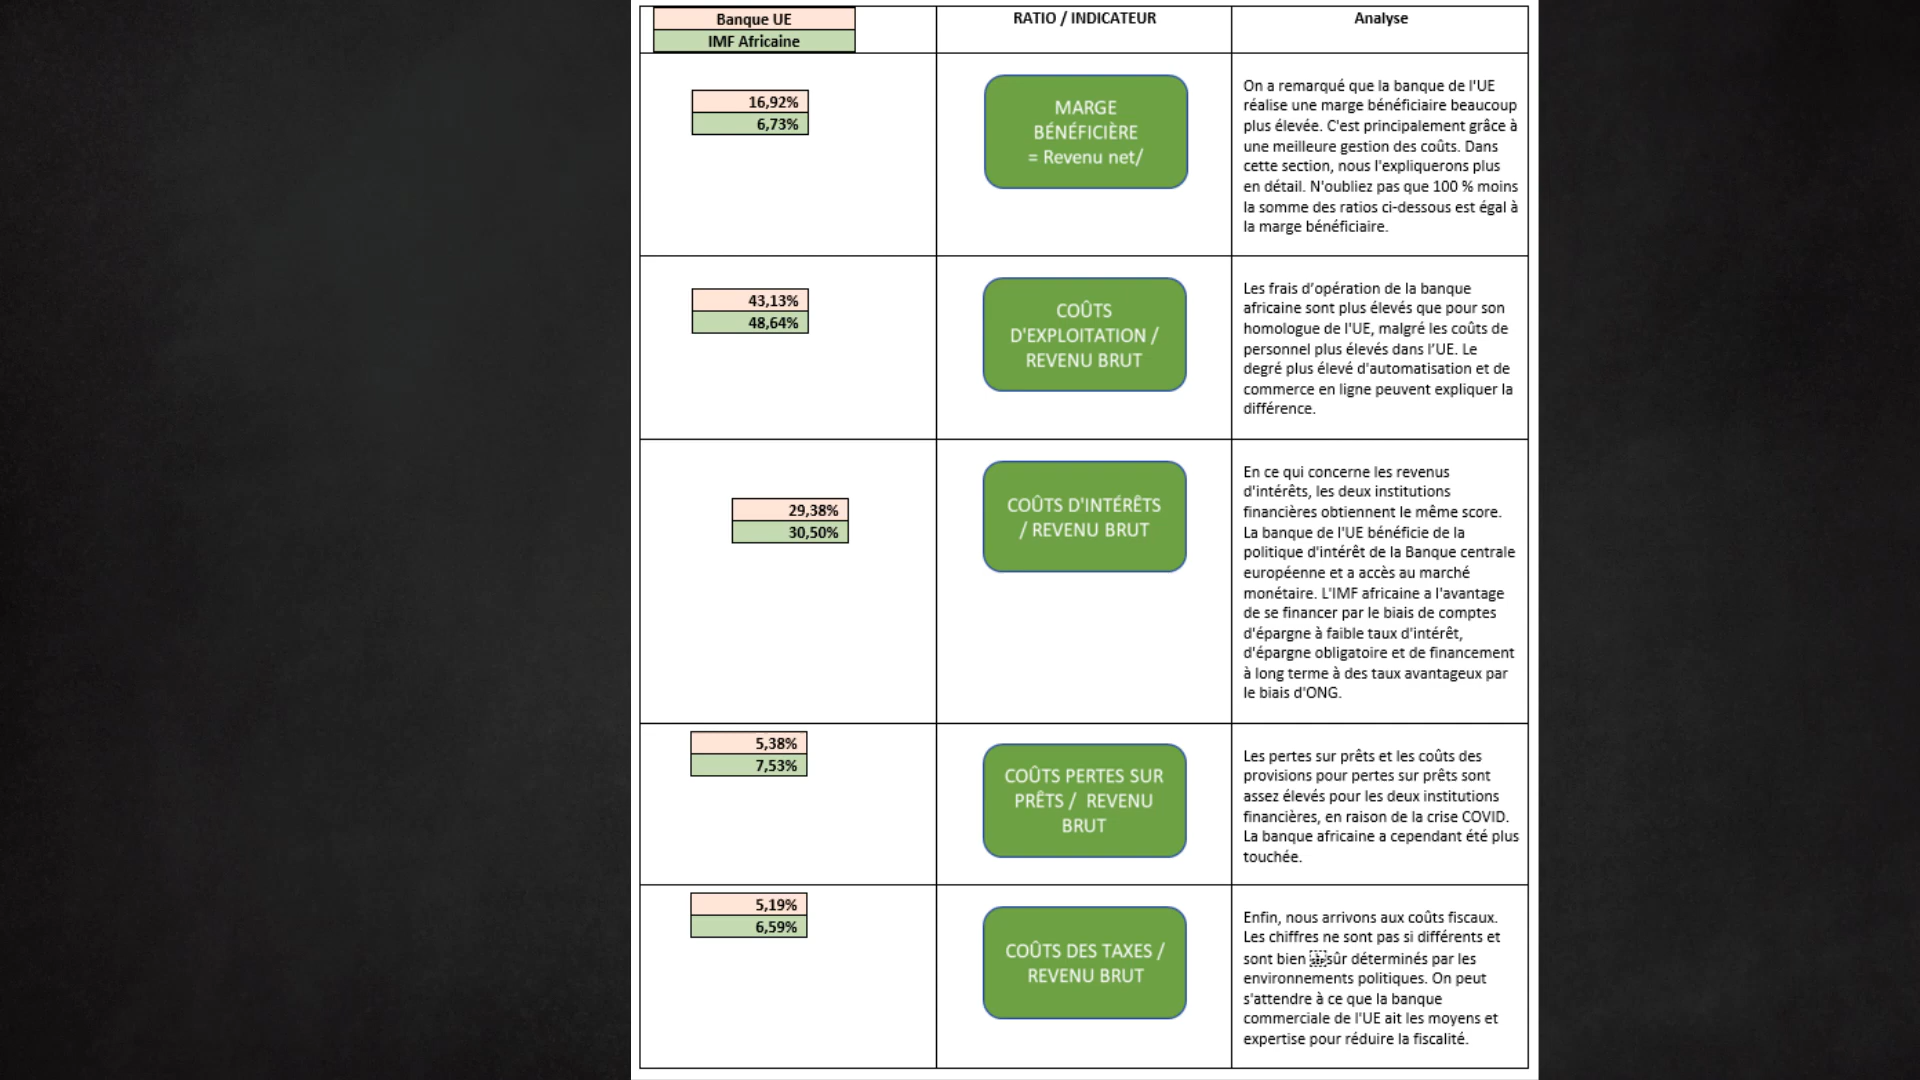 Banque UE
IMF Africaine
RATIO / INDICATEUR
Analyse
16,92%
6,73%
MARGE
BÉNÉFICIÈRE
= Revenu net/
On a remarqué que la banque de l'UE
réalise une marge bénéficiaire beaucoup
plus élevée. C'est principalement grâce à
une meilleure gestion des coûts. Dans
cette section, nous l'expliquerons plus
en détail. N'oubliez pas que 100 % moins
la somme des ratios ci-dessous est égal à
la marge bénéficiaire.
43,13%
48,64%
COÛTS
D'EXPLOITATION /
REVENU BRUT
Les frais d’opération de la banque
africaine sont plus élevés que pour son
homologue de l'UE, malgré les coûts de
personnel plus élevés dans l’UE. Le
degré plus élevé d'automatisation et de
commerce en ligne peuvent expliquer la
différence.
29,38%
30,50%
COÛTS D'INTÉRÊTS
/ REVENU BRUT
En ce qui concerne les revenus
d'intérêts, les deux institutions
financières obtiennent le même score.
La banque de l'UE bénéficie de la
politique d'intérêt de la Banque centrale
européenne et a accès au marché
monétaire. L'IMF africaine a l'avantage
de se financer par le biais de comptes
d'épargne à faible taux d'intérêt,
d'épargne obligatoire et de financement
à long terme à des taux avantageux par
le biais d'ONG.
5,38%
7,53%
COÛTS PERTES SUR
PRÊTS / REVENU
BRUT
Les pertes sur prêts et les coûts des
provisions pour pertes sur prêts sont
assez élevés pour les deux institutions
financières, en raison de la crise COVID.
La banque africaine a cependant été plus
touchée.
5,19%
6,59%
COÛTS DES TAXES /
REVENU BRUT
Enfin, nous arrivons aux coûts fiscaux.
Les chiffres ne sont pas si différents et
sont bien sûr déterminés par les
environnements politiques. On peut
s'attendre à ce que la banque
commerciale de l'UE ait les moyens et
expertise pour réduire la fiscalité.